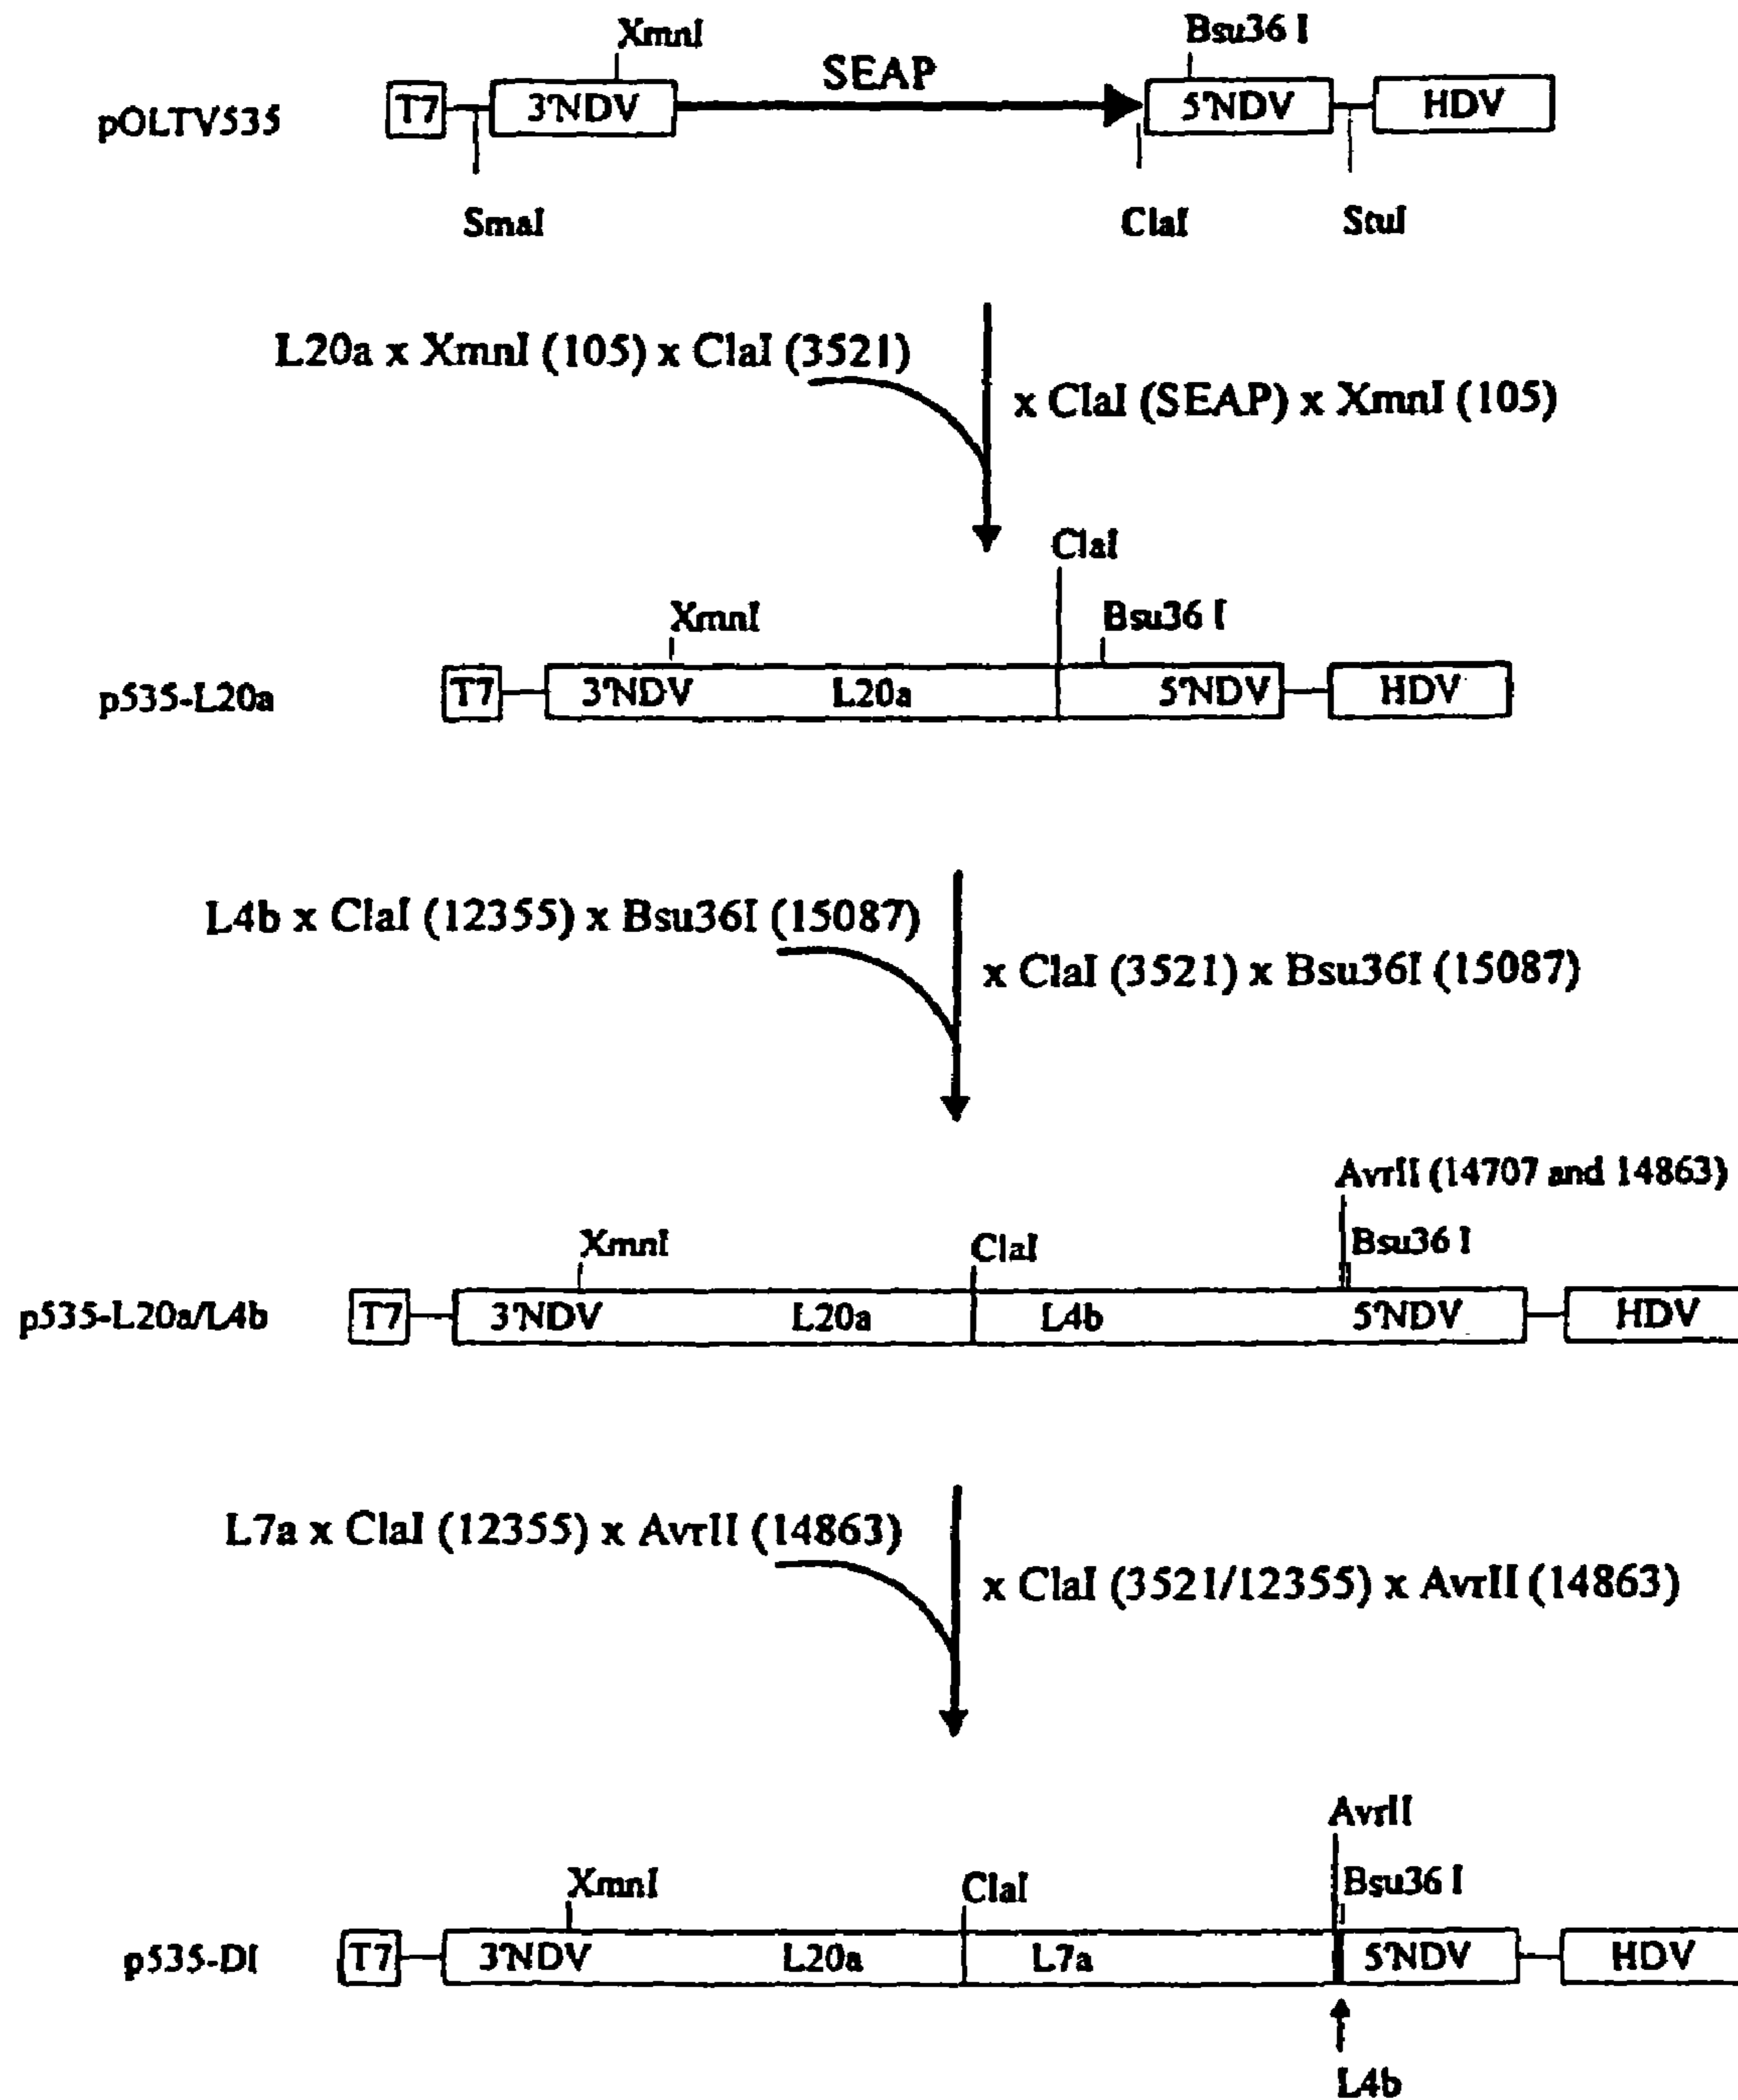 XmnI
Bsu36 I
SEAP
pOLTV535
T7
3'NDV
5'NDV
HDV
SmaI
ClaI
StuI
L20a x XmnI (105) x ClaI (3521)
x ClaI (SEAP) x XmnI (105)
ClaI
XmnI
Bsu36 I
p535-L20a
T7
3'NDV
L20a
5'NDV
HDV
L4b x ClaI (12355) x Bsu36I (15087)
x ClaI (3521) x Bsu36I (15087)
AvrII (14707 and 14863)
XmnI
ClaI
Bsu36 I
p535-L20a/L4b
T7
3'NDV
L20a
L4b
5'NDV
HDV
L7a x ClaI (12355) x AvrII (14863)
x ClaI (3521/12355) x AvrII (14863)
AvrII
XmnI
ClaI
Bsu36 I
p535-DI
T7
3'NDV
L20a
L7a
5'NDV
HDV
L4b